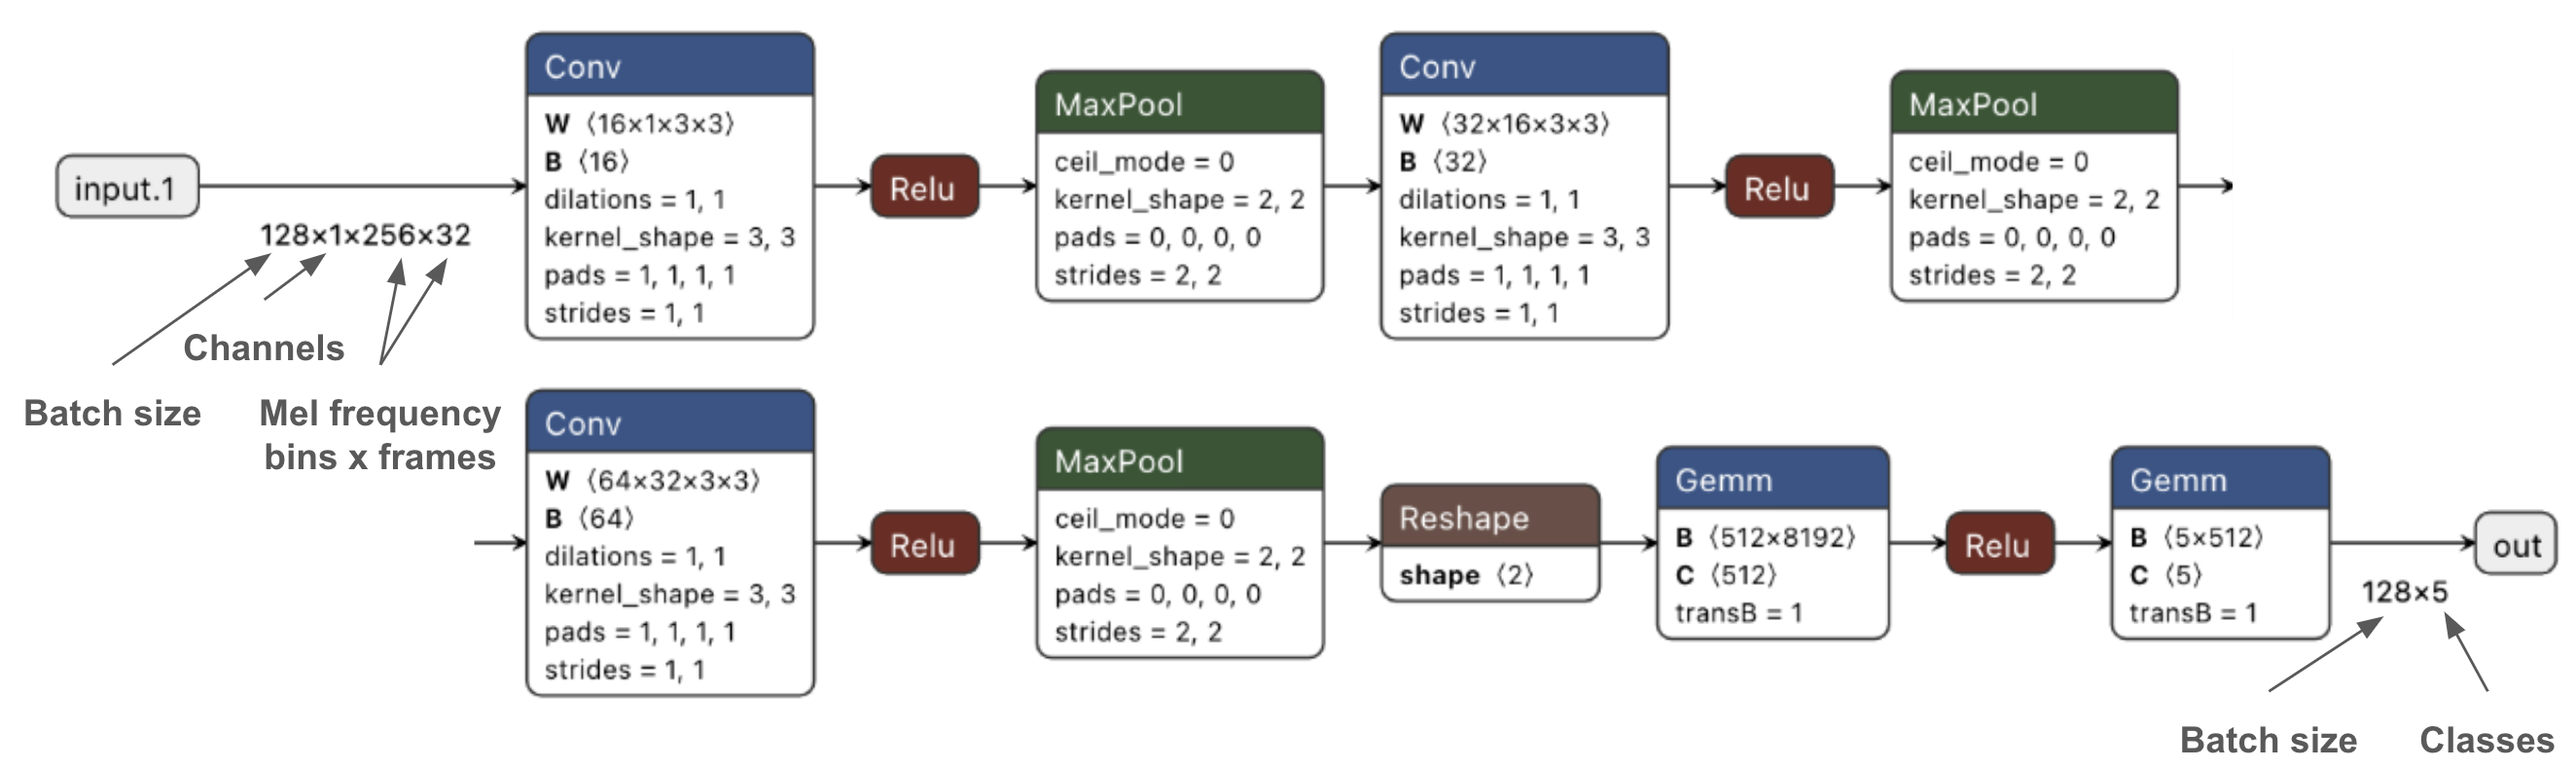 input.1
128×1×256×32
Batch size
Channels
Mel frequency
bins x frames
Conv
W ⟨16×1×3×3⟩
B ⟨16⟩
dilations = 1, 1
kernel_shape = 3, 3
pads = 1, 1, 1, 1
strides = 1, 1
Relu
MaxPool
ceil_mode = 0
kernel_shape = 2, 2
pads = 0, 0, 0, 0
strides = 2, 2
Conv
W ⟨32×16×3×3⟩
B ⟨32⟩
dilations = 1, 1
kernel_shape = 3, 3
pads = 1, 1, 1, 1
strides = 1, 1
Relu
MaxPool
ceil_mode = 0
kernel_shape = 2, 2
pads = 0, 0, 0, 0
strides = 2, 2
Conv
W ⟨64×32×3×3⟩
B ⟨64⟩
dilations = 1, 1
kernel_shape = 3, 3
pads = 1, 1, 1, 1
strides = 1, 1
Relu
MaxPool
ceil_mode = 0
kernel_shape = 2, 2
pads = 0, 0, 0, 0
strides = 2, 2
Reshape
shape ⟨2⟩
Gemm
B ⟨512×8192⟩
C ⟨512⟩
transB = 1
Relu
Gemm
B ⟨5×512⟩
C ⟨5⟩
transB = 1
out
128×5
Batch size
Classes